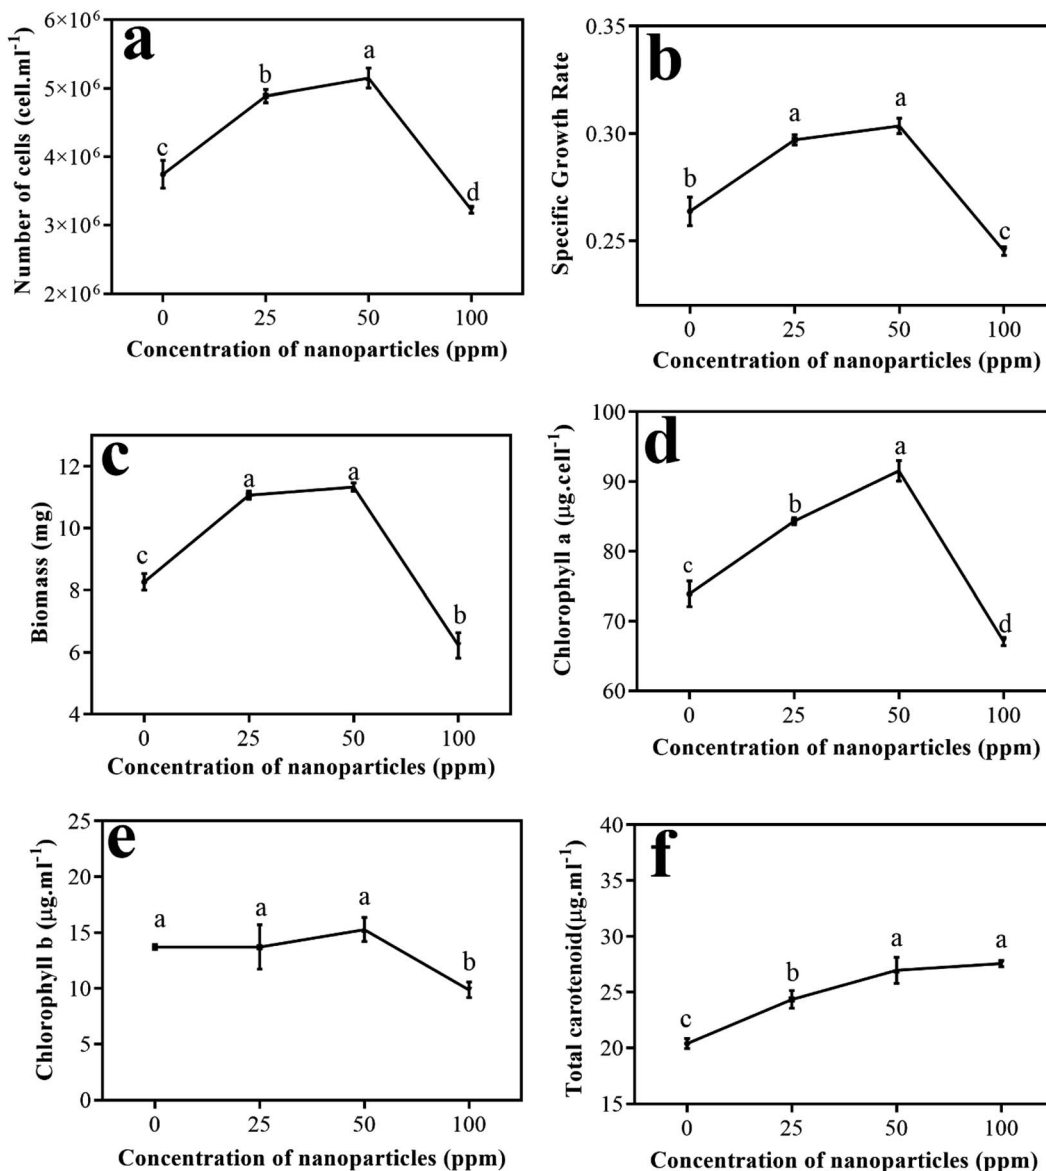 a
Number of cells (cell.ml⁻¹)
6×10⁶
5×10⁶
4×10⁶
3×10⁶
2×10⁶
c
b
a
d
0 25 50 100
Concentration of nanoparticles (ppm)
b
Specific Growth Rate
0.35
0.30
0.25
b
a
a
c
0 25 50 100
Concentration of nanoparticles (ppm)
c
Biomass (mg)
12
10
8
6
4
c
a
a
b
0 25 50 100
Concentration of nanoparticles (ppm)
d
Chlorophyll a (µg.cell⁻¹)
100
90
80
70
60
c
b
a
d
0 25 50 100
Concentration of nanoparticles (ppm)
e
Chlorophyll b (µg.ml⁻¹)
25
20
15
10
5
0
a
a
a
b
0 25 50 100
Concentration of nanoparticles (ppm)
f
Total carotenoid(µg.ml⁻¹)
40
35
30
25
20
15
c
b
a
a
0 25 50 100
Concentration of nanoparticles (ppm)